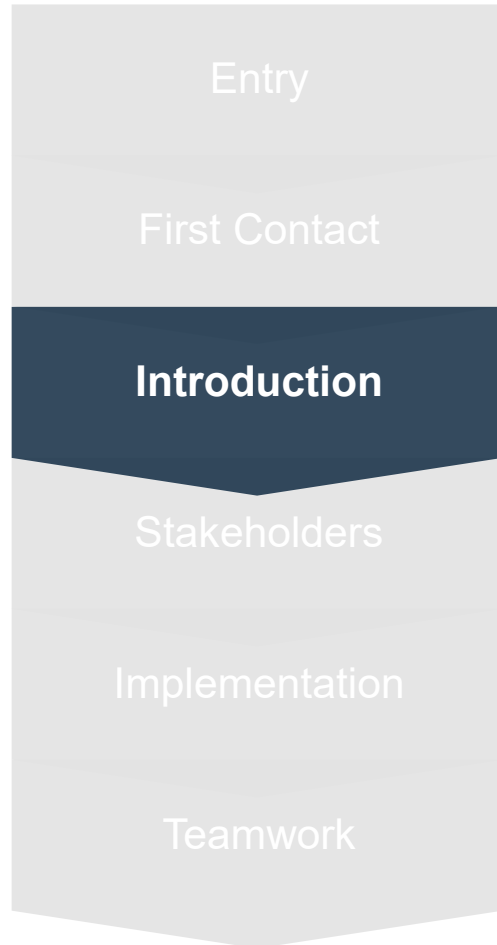 Entry
First Contact
Introduction
Stakeholders
Implementation
Teamwork